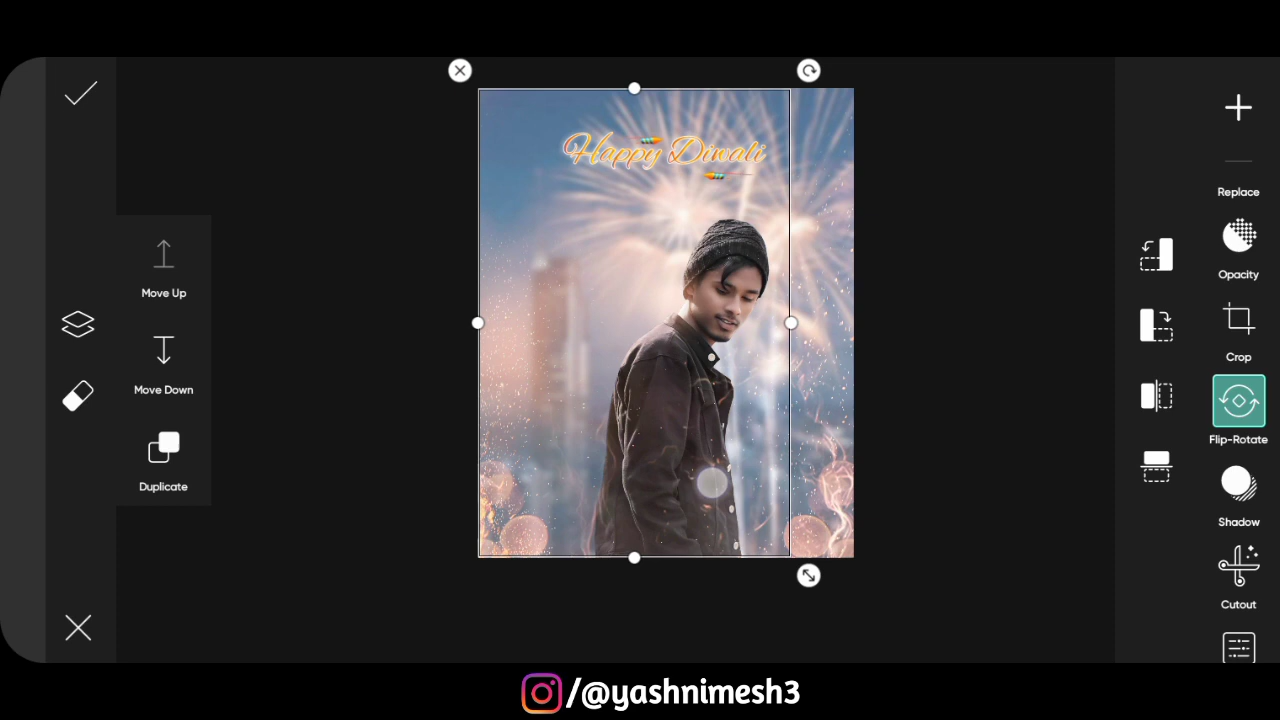 Happy Diwali
Move Up
Move Down
Duplicate
Replace
Opacity
Crop
Flip-Rotate
Shadow
Cutout
/@yashnimesh3